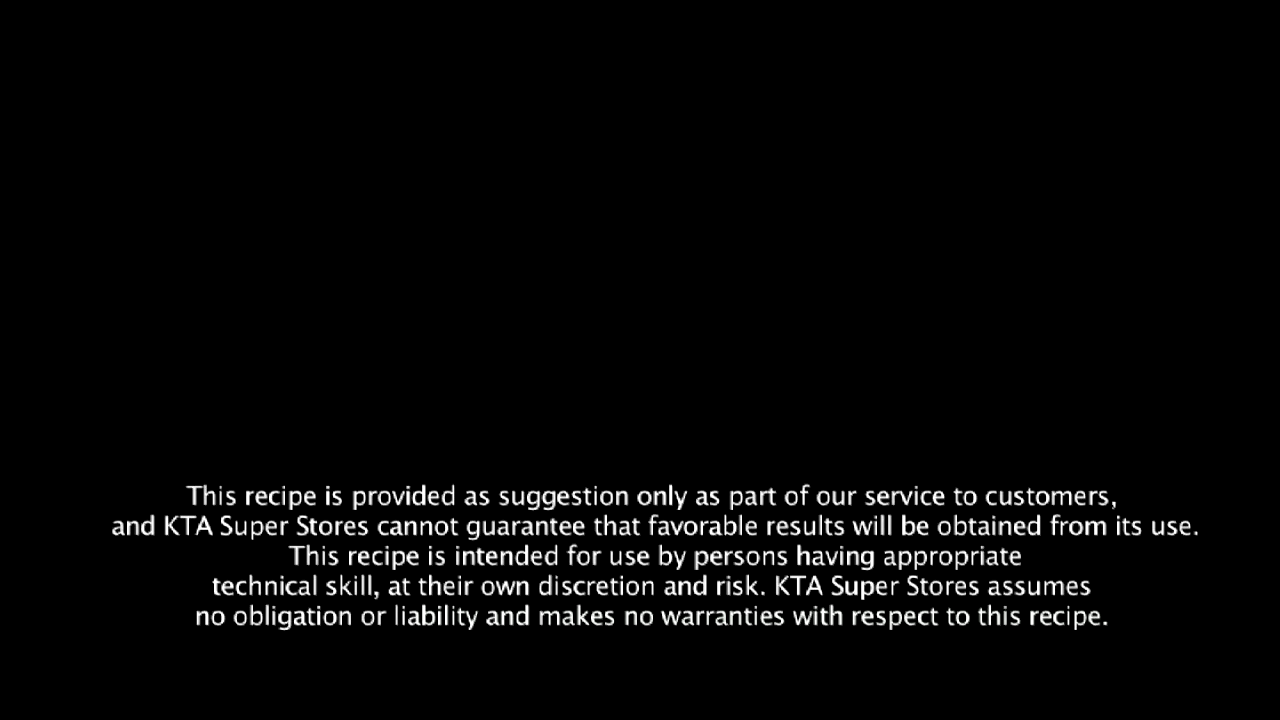 This recipe is provided as suggestion only as part of our service to customers,
and KTA Super Stores cannot guarantee that favorable results will be obtained from its use.
This recipe is intended for use by persons having appropriate
technical skill, at their own discretion and risk. KTA Super Stores assumes
no obligation or liability and makes no warranties with respect to this recipe.